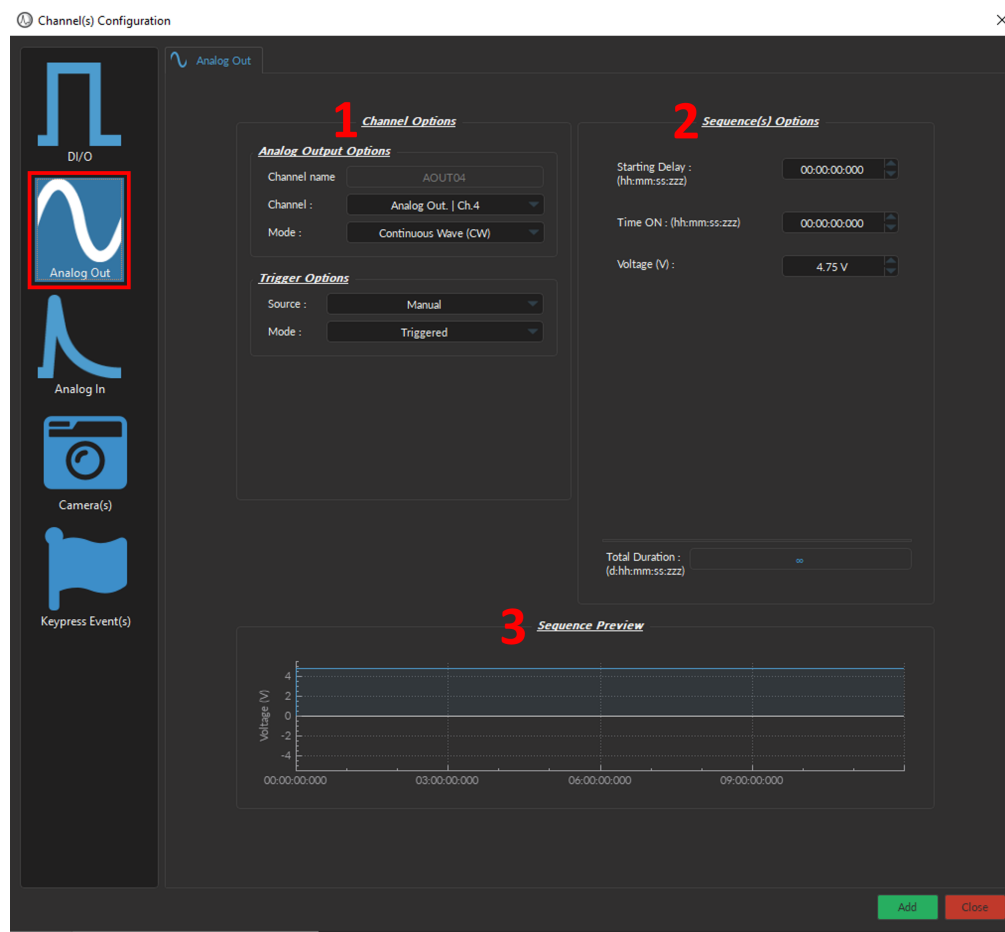 Channel(s) Configuration
DI/O
Analog Out
Analog In
Camera(s)
Keypress Event(s)
Analog Out
1
Channel Options
Analog Output Options
Channel name AOUT04
Channel : Analog Out. | Ch.4
Mode : Continuous Wave (CW)
Trigger Options
Source : Manual
Mode : Triggered
2
Sequence(s) Options
Starting Delay : 00:00:00:000
(hh:mm:ss:zzz)
Time ON : (hh:mm:ss:zzz) 00:00:00:000
Voltage (V) : 4.75 V
Total Duration : ∞
(d:hh:mm:ss:zzz)
3
Sequence Preview
Voltage (V)
4
2
0
-2
-4
00:00:00:000 03:00:00:000 06:00:00:000 09:00:00:000
Add Close